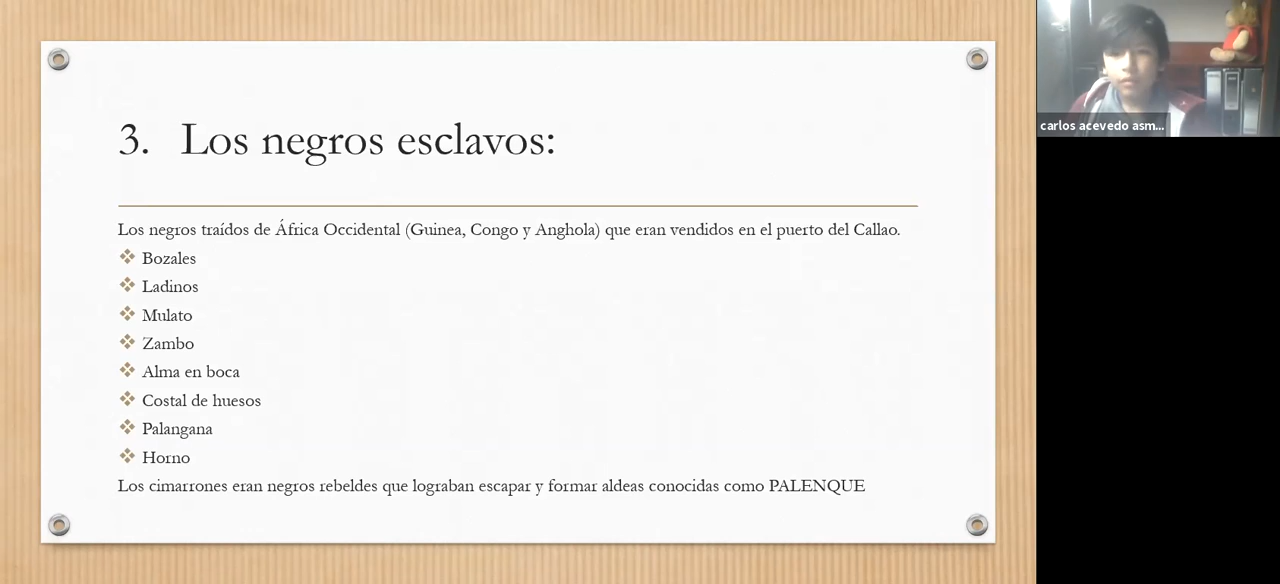 3. Los negros esclavos:
Los negros traídos de África Occidental (Guinea, Congo y Anghola) que eran vendidos en el puerto del Callao.
Bozales
Ladinos
Mulato
Zambo
Alma en boca
Costal de huesos
Palangana
Horno
Los cimarrones eran negros rebeldes que lograban escapar y formar aldeas conocidas como PALENQUE
carlos acevedo asm...